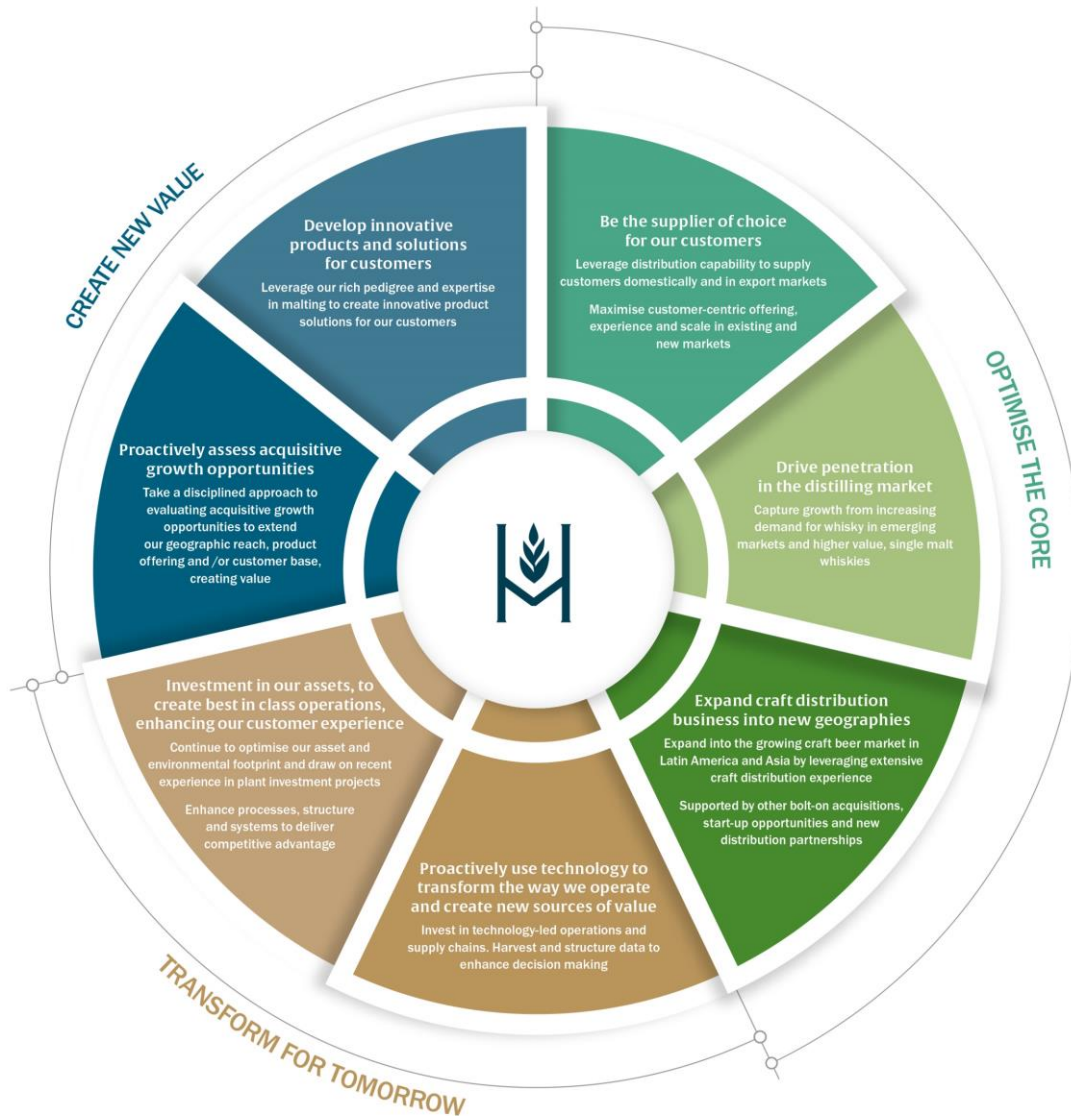 CREATE NEW VALUE
Develop innovative
products and solutions
for customers
Leverage our rich pedigree and expertise
in malting to create innovative product
solutions for our customers
Proactively assess acquisitive
growth opportunities
Take a disciplined approach to
evaluating acquisitive growth
opportunities to extend
our geographic reach, product
offering and /or customer base,
creating value
OPTIMISE THE CORE
Be the supplier of choice
for our customers
Leverage distribution capability to supply
customers domestically and in export markets
Maximise customer-centric offering,
experience and scale in existing and
new markets
Drive penetration
in the distilling market
Capture growth from increasing
demand for whisky in emerging
markets and higher value, single malt
whiskies
Expand craft distribution
business into new geographies
Expand into the growing craft beer market in
Latin America and Asia by leveraging extensive
craft distribution experience
Supported by other bolt-on acquisitions,
start-up opportunities and new
distribution partnerships
TRANSFORM FOR TOMORROW
Proactively use technology to
transform the way we operate
and create new sources of value
Invest in technology-led operations and
supply chains. Harvest and structure data to
enhance decision making
Investment in our assets, to
create best in class operations,
enhancing our customer experience
Continue to optimise our asset and
environmental footprint and draw on recent
experience in plant investment projects
Enhance processes, structure
and systems to deliver
competitive advantage